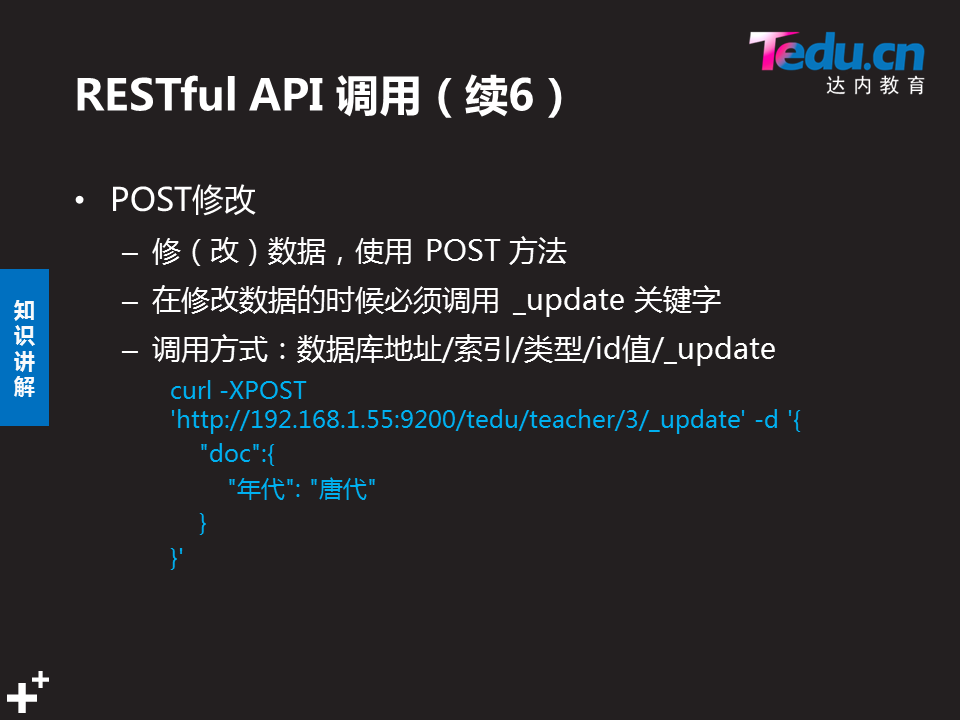 Tedu.cn
达内教育
RESTful API 调用（续6）
• POST修改
– 修（改）数据，使用 POST 方法
– 在修改数据的时候必须调用 _update 关键字
– 调用方式：数据库地址/索引/类型/id值/_update
curl -XPOST
'http://192.168.1.55:9200/tedu/teacher/3/_update' -d '{
"doc":{
"年代": "唐代"
}
}'
知
识
讲
解